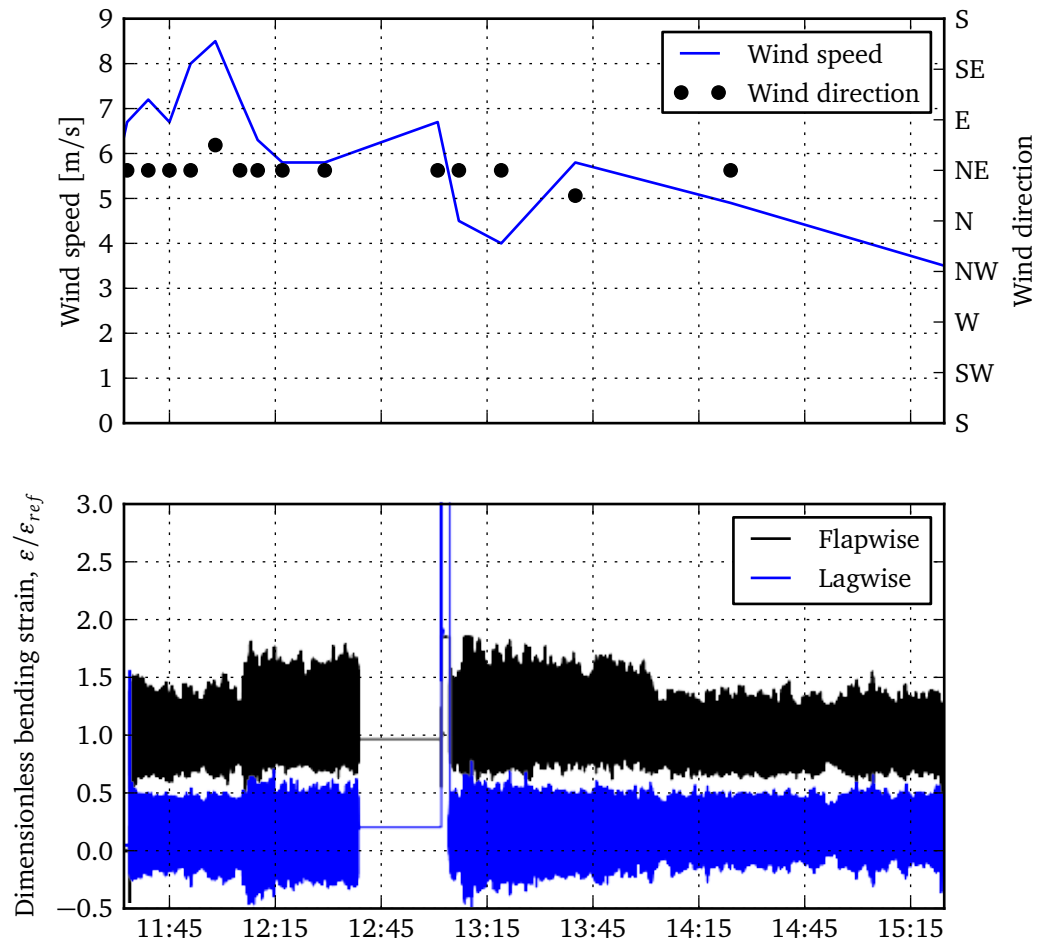 9
8
7
6
5
4
3
2
1
0
Wind speed [m/s]
Wind speed
Wind direction
S
SE
E
NE
N
NW
W
SW
S
Wind direction
3.0
2.5
2.0
1.5
1.0
0.5
0.0
−0.5
Dimensionless bending strain, ε/ε_ref
Flapwise
Lagwise
11:45 12:15 12:45 13:15 13:45 14:15 14:45 15:15